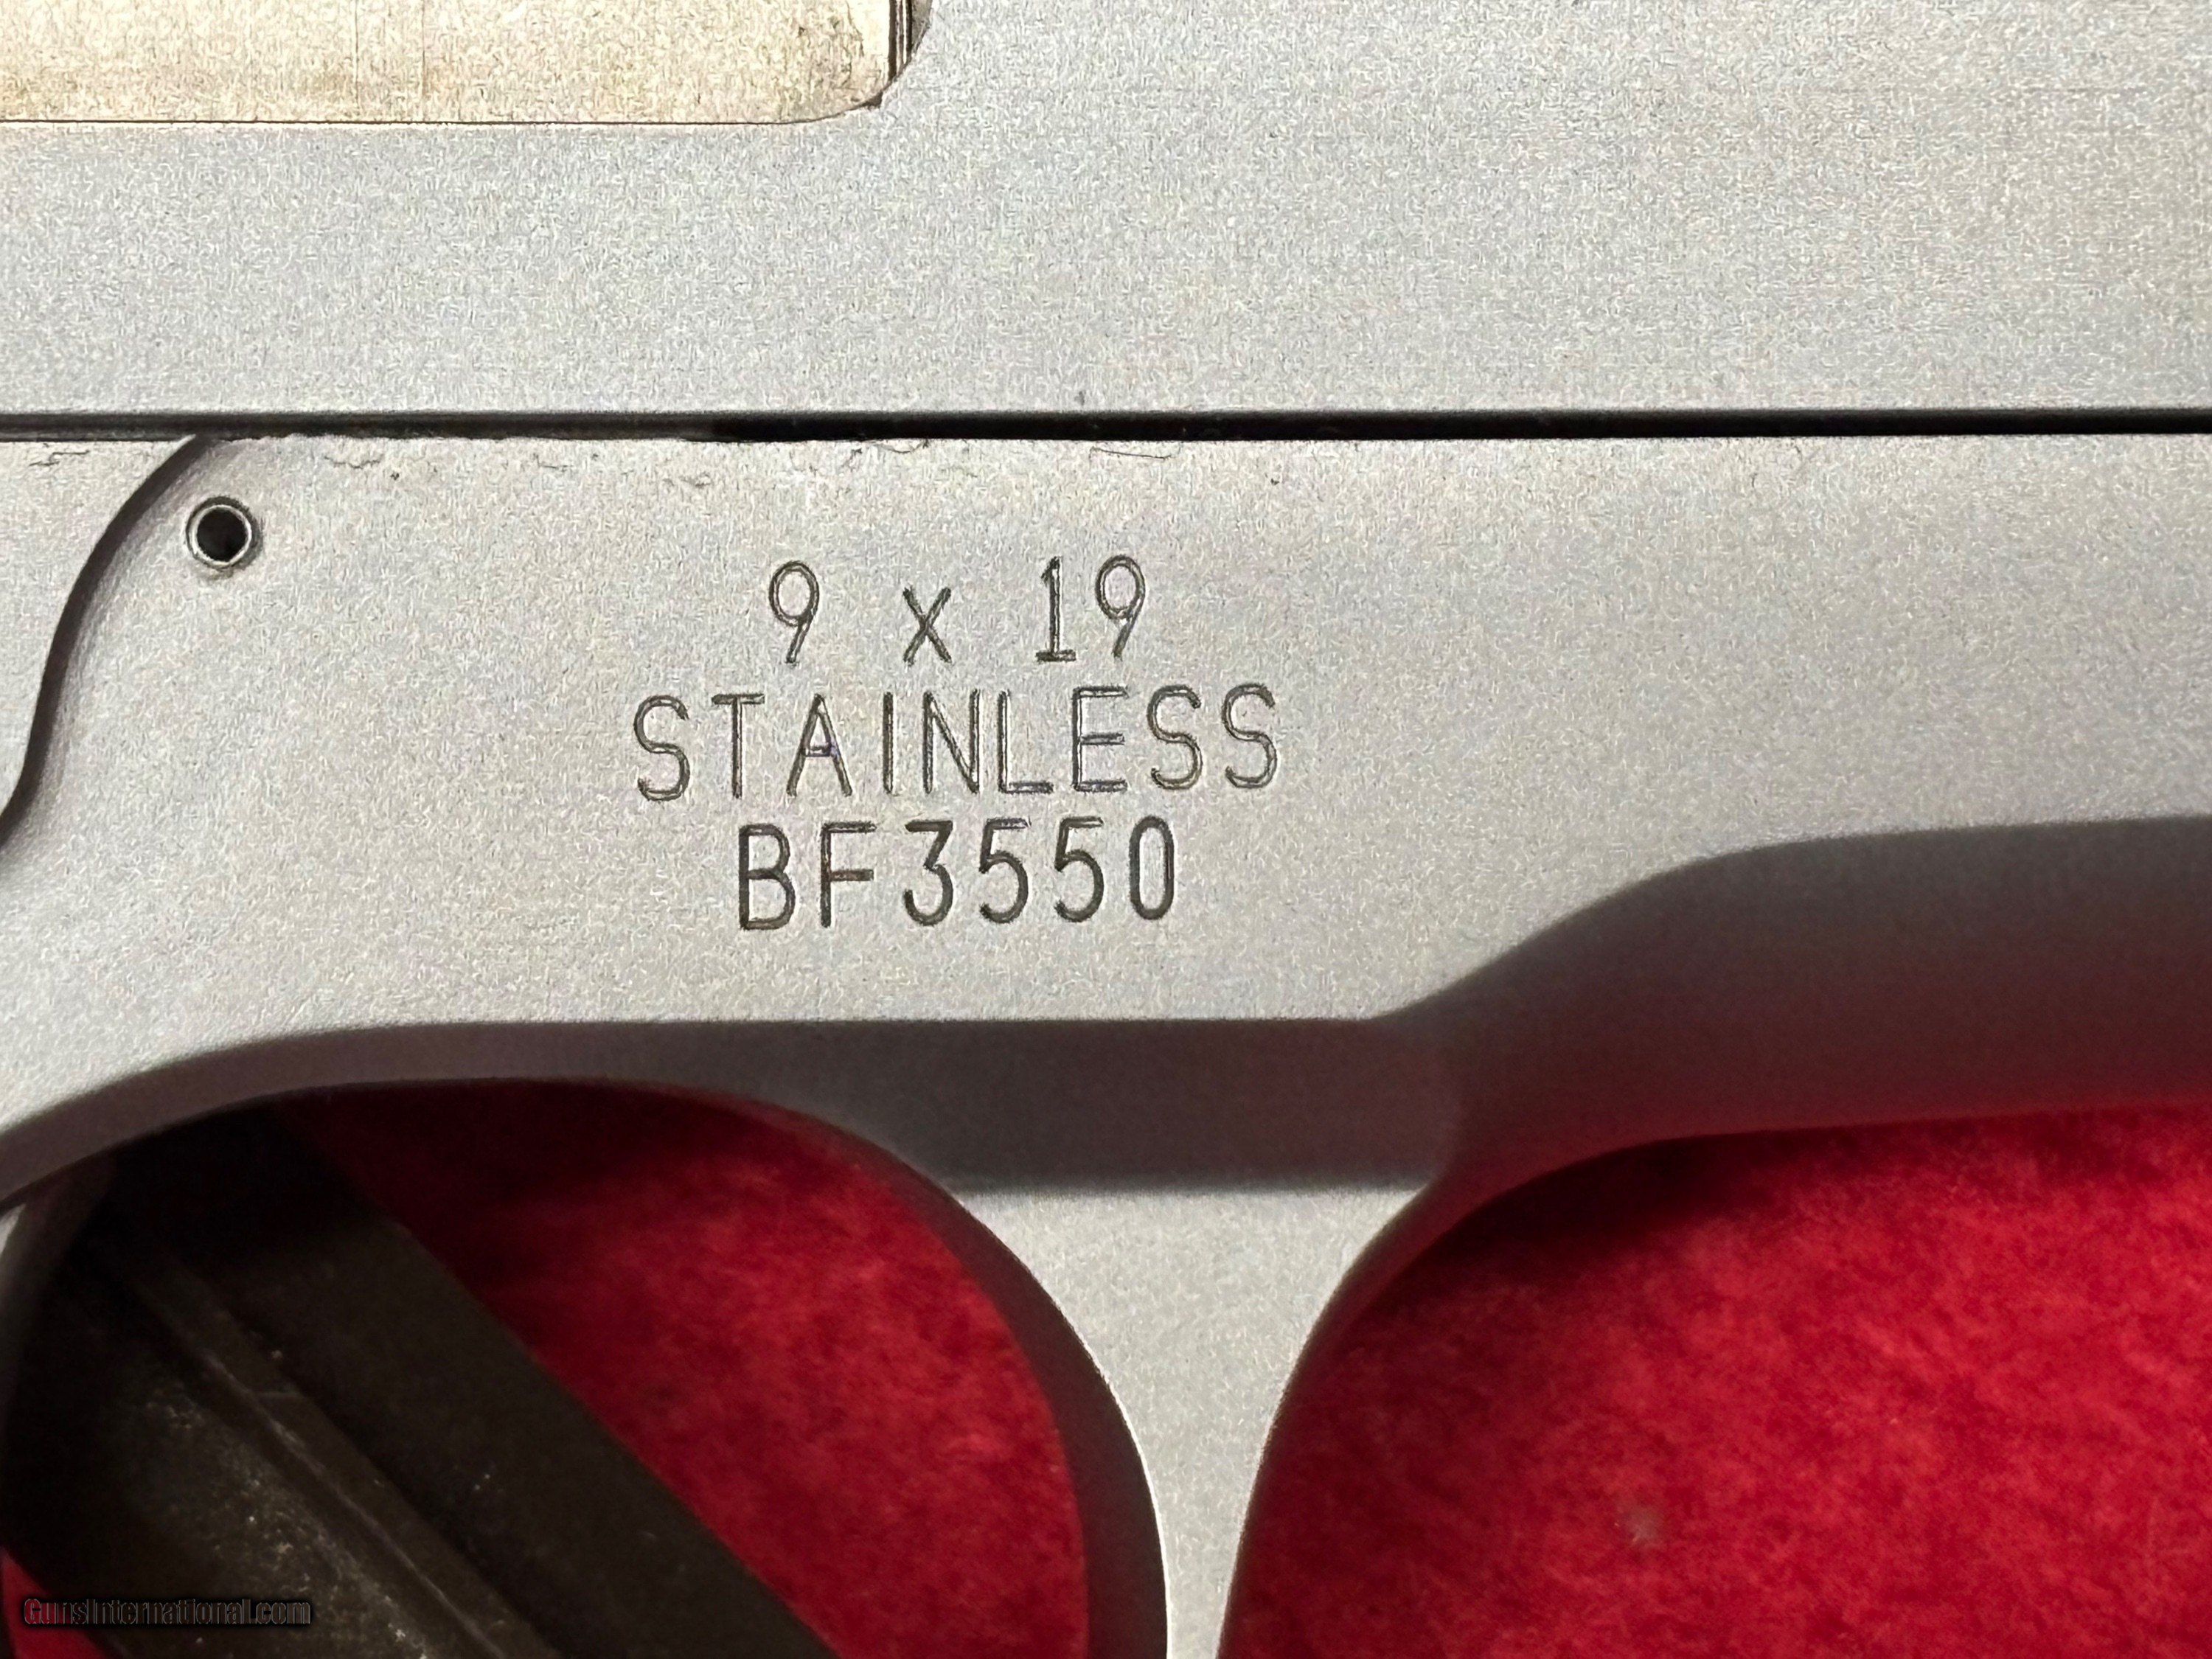 9 x 19
STAINLESS
BF3550
GunsInternational.com